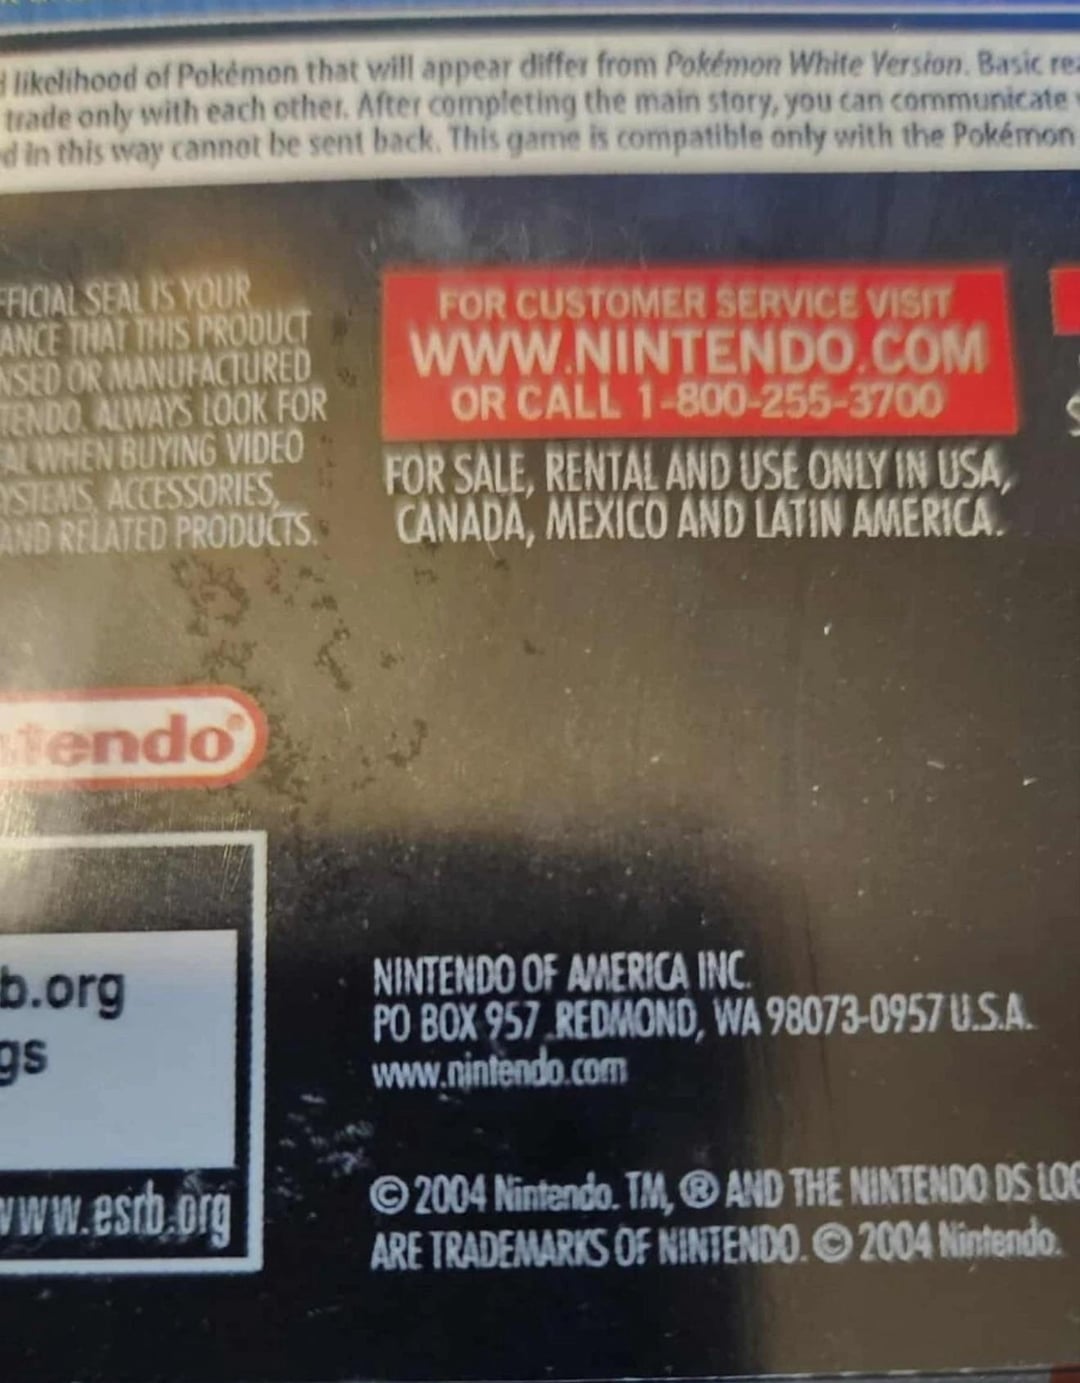 likelihood of Pokémon that will appear differ from Pokémon White Version. Basic
trade only with each other. After completing the main story, you can communicate
d in this way cannot be sent back. This game is compatible only with the Pokémon
FFICIAL SEAL IS YOUR
ANCE THAT THIS PRODUCT
NSED OR MANUFACTURED
TENDO. ALWAYS LOOK FOR
AL WHEN BUYING VIDEO
YSTEMS, ACCESSORIES,
AND RELATED PRODUCTS.
FOR CUSTOMER SERVICE VISIT
WWW.NINTENDO.COM
OR CALL 1-800-255-3700
FOR SALE, RENTAL AND USE ONLY IN USA,
CANADA, MEXICO AND LATIN AMERICA.
tendo®
b.org
gs
www.esrb.org
NINTENDO OF AMERICA INC.
PO BOX 957 REDMOND, WA 98073-0957 U.S.A.
www.nintendo.com
© 2004 Nintendo. TM, ® AND THE NINTENDO DS LOG
ARE TRADEMARKS OF NINTENDO. © 2004 Nintendo.